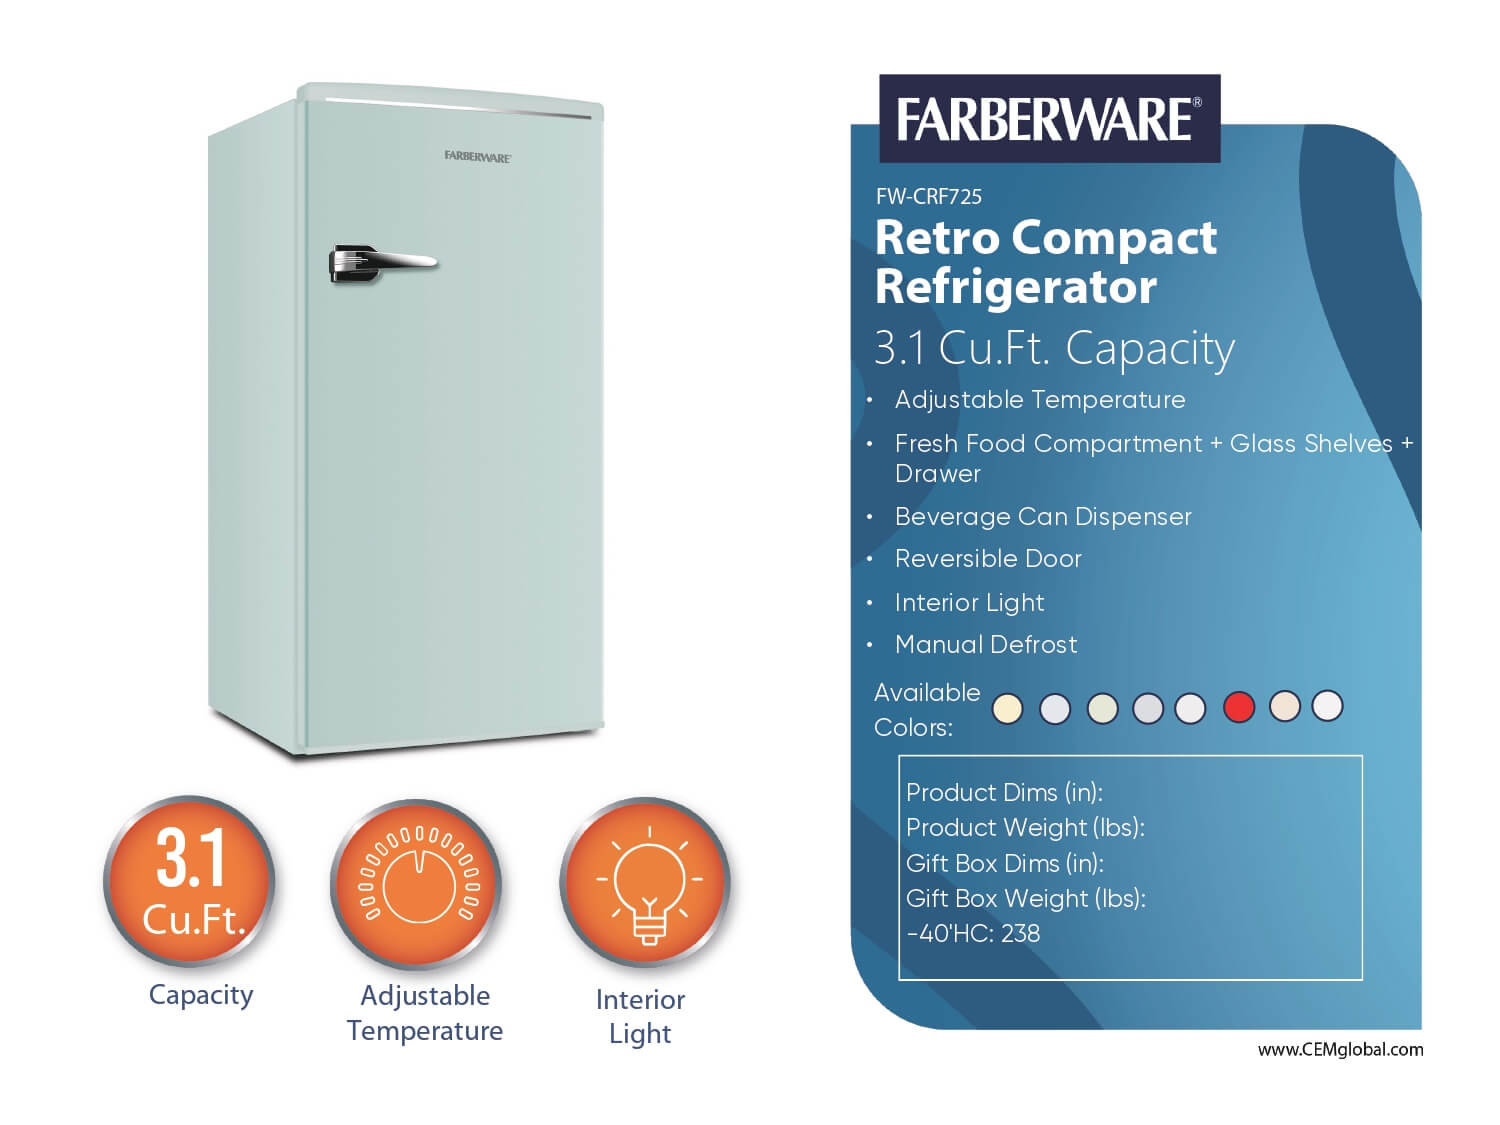 FARBERWARE
3.1
Cu.Ft.
Capacity
Adjustable
Temperature
Interior
Light
FARBERWARE®
FW-CRF725
Retro Compact
Refrigerator
3.1 Cu.Ft. Capacity
• Adjustable Temperature
• Fresh Food Compartment + Glass Shelves +
Drawer
• Beverage Can Dispenser
• Reversible Door
• Interior Light
• Manual Defrost
Available
Colors:
Product Dims (in):
Product Weight (lbs):
Gift Box Dims (in):
Gift Box Weight (lbs):
-40'HC: 238
www.CEMglobal.com